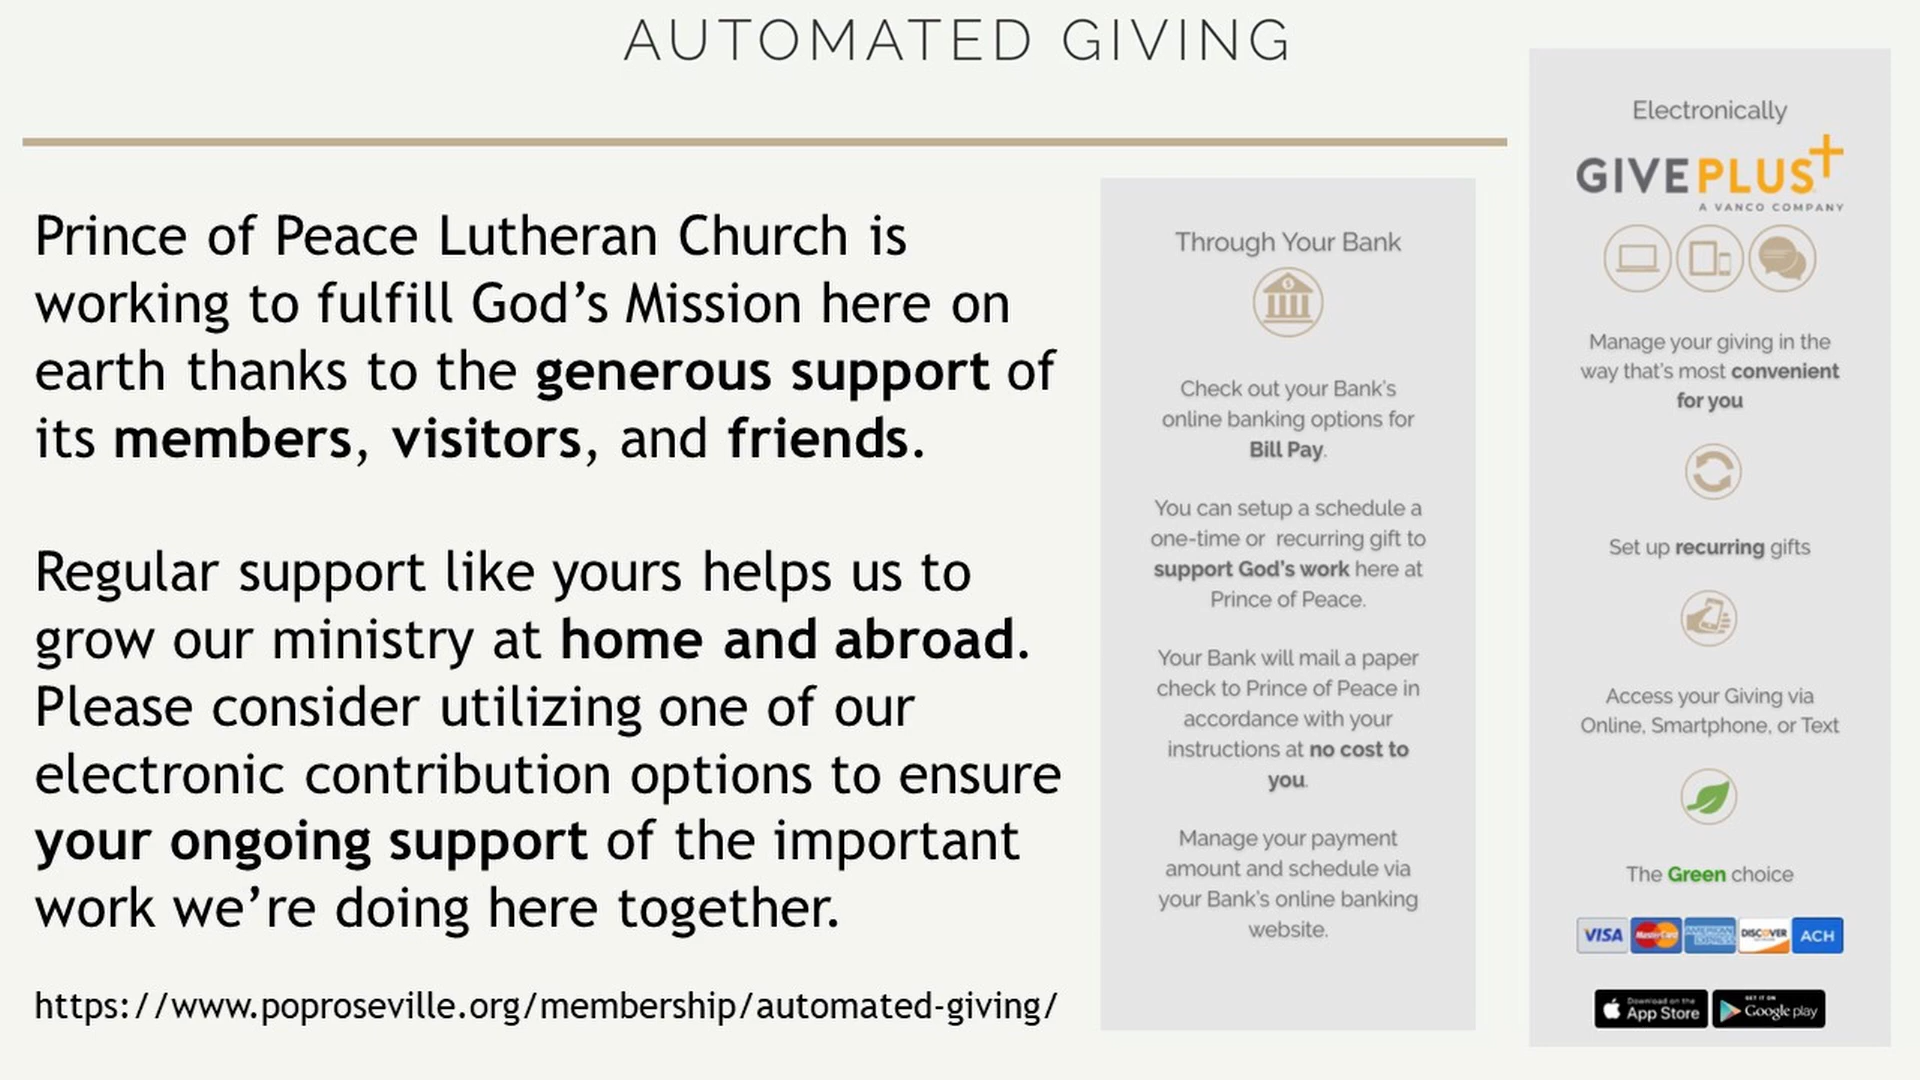 AUTOMATED GIVING
Prince of Peace Lutheran Church is
working to fulfill God’s Mission here on
earth thanks to the generous support of
its members, visitors, and friends.
Regular support like yours helps us to
grow our ministry at home and abroad.
Please consider utilizing one of our
electronic contribution options to ensure
your ongoing support of the important
work we’re doing here together.
https://www.poproseville.org/membership/automated-giving/
Through Your Bank
Check out your Bank's
online banking options for
Bill Pay.
You can setup a schedule a
one-time or recurring gift to
support God's work here at
Prince of Peace.
Your Bank will mail a paper
check to Prince of Peace in
accordance with your
instructions at no cost to
you.
Manage your payment
amount and schedule via
your Bank's online banking
website.
Electronically
GIVEPLUS+
A VANCO COMPANY
Manage your giving in the
way that's most convenient
for you
Set up recurring gifts
Access your Giving via
Online, Smartphone, or Text
The Green choice
VISA MasterCard AMERICAN EXPRESS DISCOVER ACH
Download on the
App Store
GET IT ON
Google play